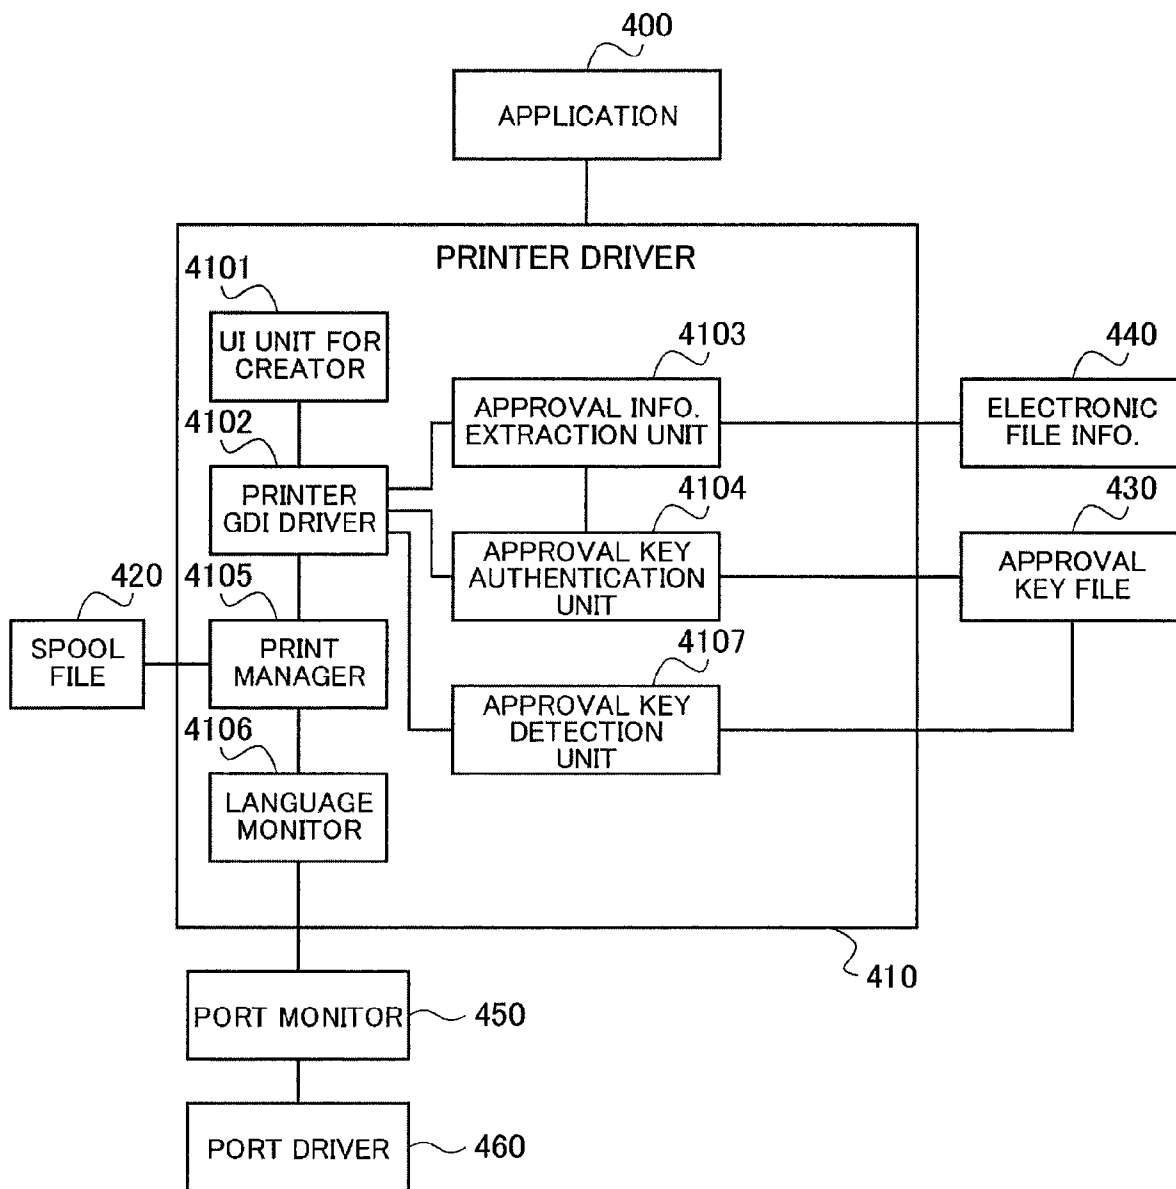 400
APPLICATION
PRINTER DRIVER
4101
UI UNIT FOR
CREATOR
4103
APPROVAL INFO.
EXTRACTION UNIT
440
ELECTRONIC
FILE INFO.
4102
PRINTER
GDI DRIVER
4104
APPROVAL KEY
AUTHENTICATION
UNIT
430
APPROVAL
KEY FILE
420
SPOOL
FILE
4105
PRINT
MANAGER
4107
APPROVAL KEY
DETECTION
UNIT
4106
LANGUAGE
MONITOR
410
PORT MONITOR
450
PORT DRIVER
460